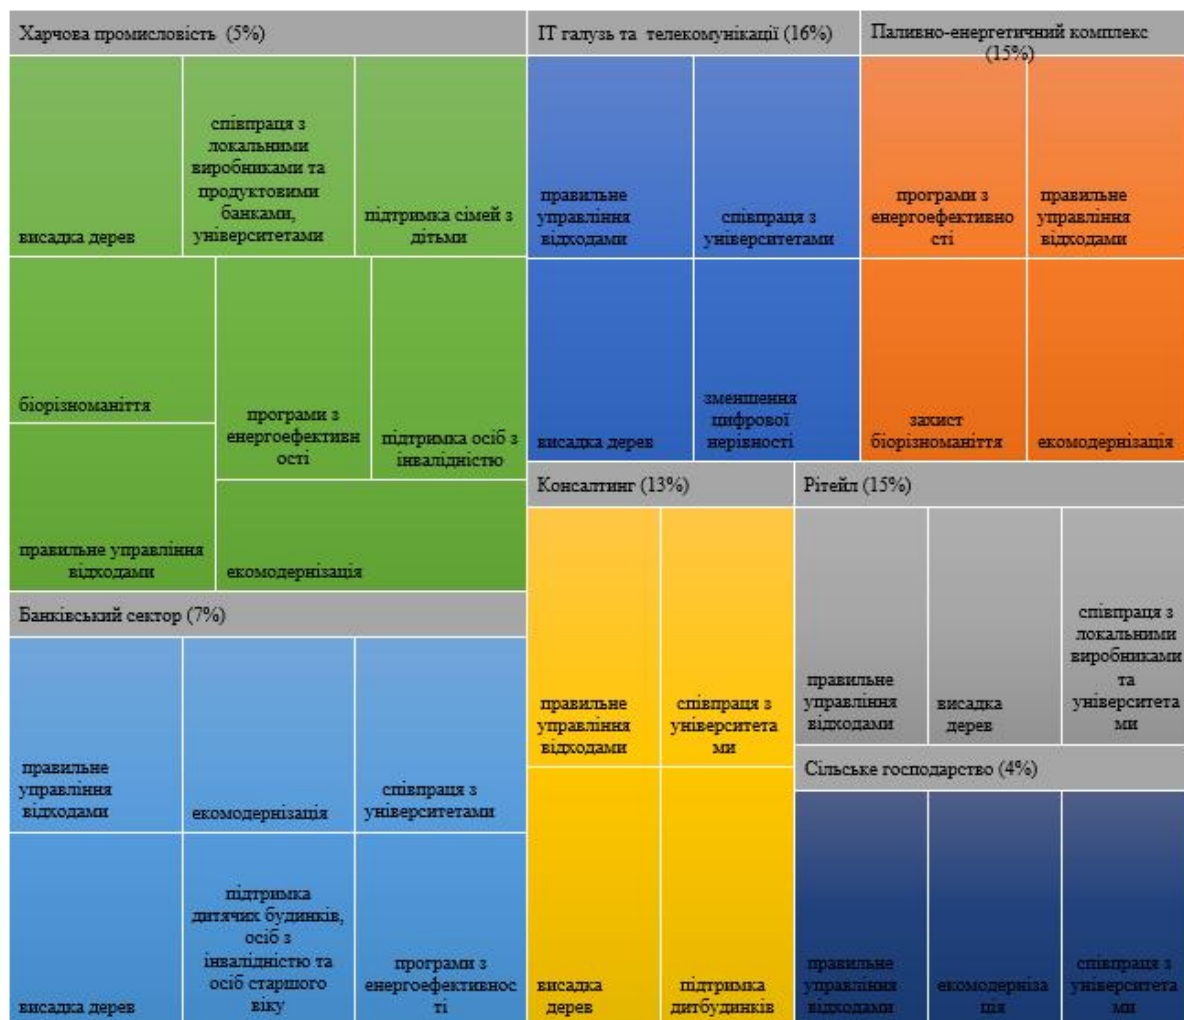 Харчова промисловість (5%)
висадка дерев
співпраця з
локальними
виробниками та
продуктовими
банками,
університетами
підтримка сімей з
дітьми
біорізноманіття
програми з
енергоефективн
ості
підтримка осіб з
інвалідністю
правильне управління
відходами
екомодернізація
ІТ галузь та телекомунікації (16%)
правильне
управління
відходами
співпраця з
університетами
висадка дерев
зменшення
цифрової
нерівності
Паливно-енергетичний комплекс
(15%)
програми з
енергоефективно
сті
правильне
управління
відходами
захист
біорізноманіття
екомодернізація
Банківський сектор (7%)
правильне
управління
відходами
екомодернізація
співпраця з
університетами
висадка дерев
підтримка
дитячих будинків,
осіб з
інвалідністю та
осіб старшого
віку
програми з
енергоефективнос
ті
Консалтинг (13%)
правильне
управління
відходами
співпраця з
університета
ми
висадка
дерев
підтримка
дитбудинків
Рітейл (15%)
правильне
управління
відходами
висадка
дерев
співпраця з
локальними
виробниками
та
університета
ми
Сільське господарство (4%)
правильне
управління
відходами
екомоderніза
ція
співпраця з
університета
ми